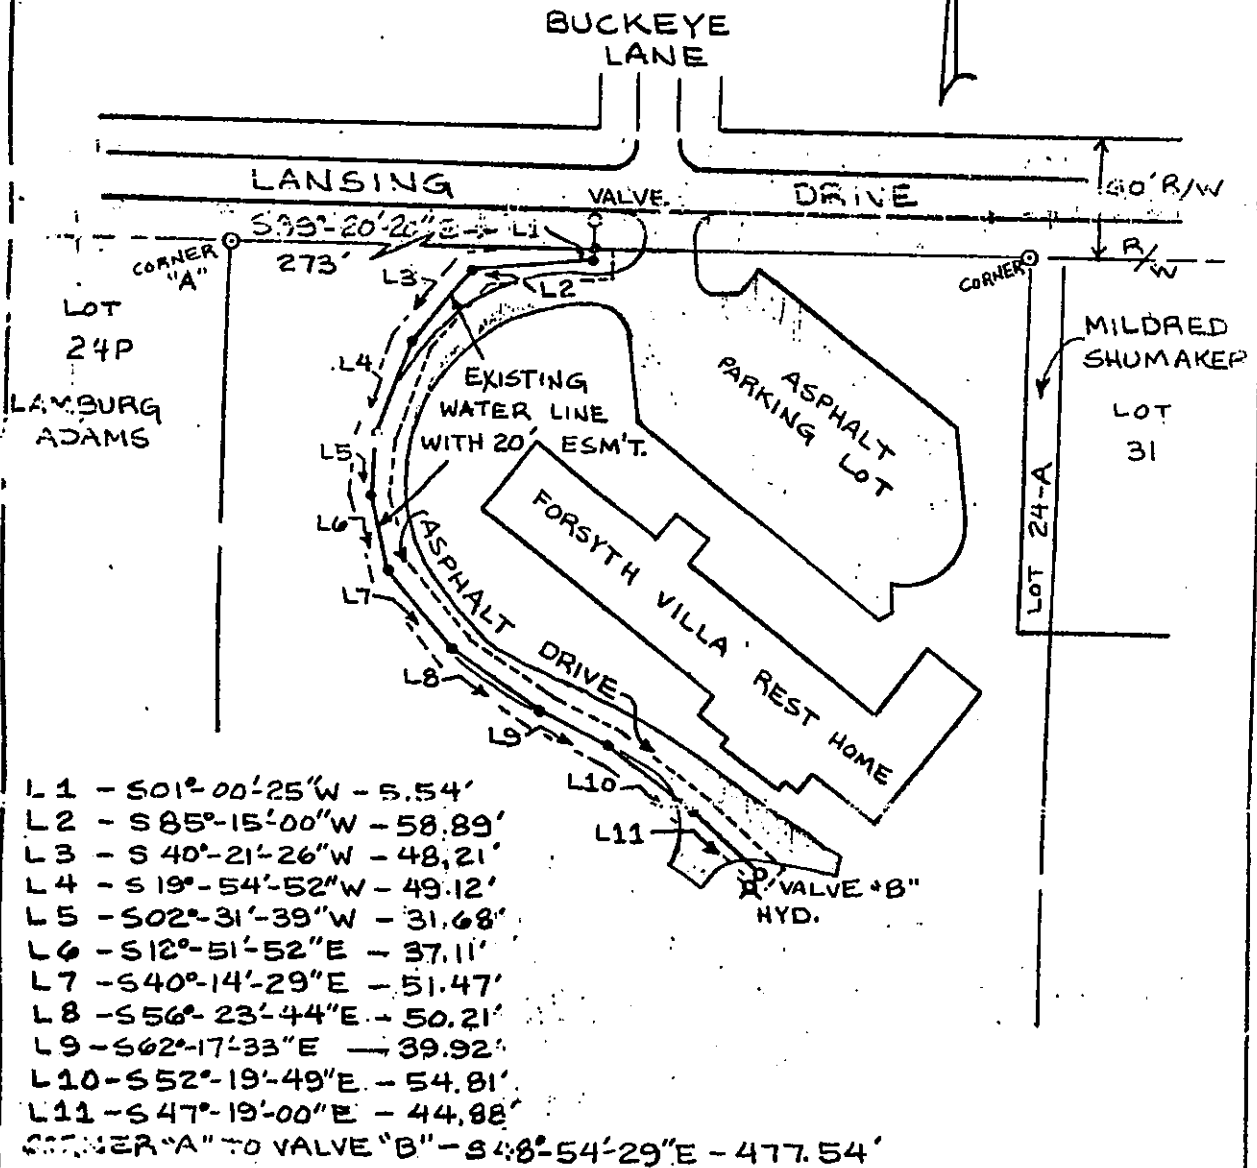 BUCKEYE
LANE
LANSING
VALVE
DRIVE
60' R/W
273'
L1
R/W
CORNER
"A"
CORNER
L3
L2
LOT
24P
MILDRED
SHUMAKER
L4
EXISTING
WATER LINE
WITH 20' ESM'T.
ASPHALT
PARKING LOT
LAMBURG
ADAMS
LOT
31
L5
LOT 24-A
L6
FORSYTH VILLA REST HOME
ASPHALT DRIVE
L7
L8
L9
L10
L11
VALVE "B"
HYD.
L1 - S01°-00'-25"W - 5.54'
L2 - S85°-15'-00"W - 58.89'
L3 - S40°-21'-26"W - 48.21'
L4 - S19°-54'-52"W - 49.12'
L5 - S02°-31'-39"W - 31.68'
L6 - S12°-51'-52"E - 37.11'
L7 - S40°-14'-29"E - 51.47'
L8 - S56°-23'-44"E - 50.21'
L9 - S62°-17'-33"E - 39.92'
L10 - S52°-19'-49"E - 54.81'
L11 - S47°-19'-00"E - 44.88'
CORNER "A" TO VALVE "B" - S48°-54'-29"E - 477.54'